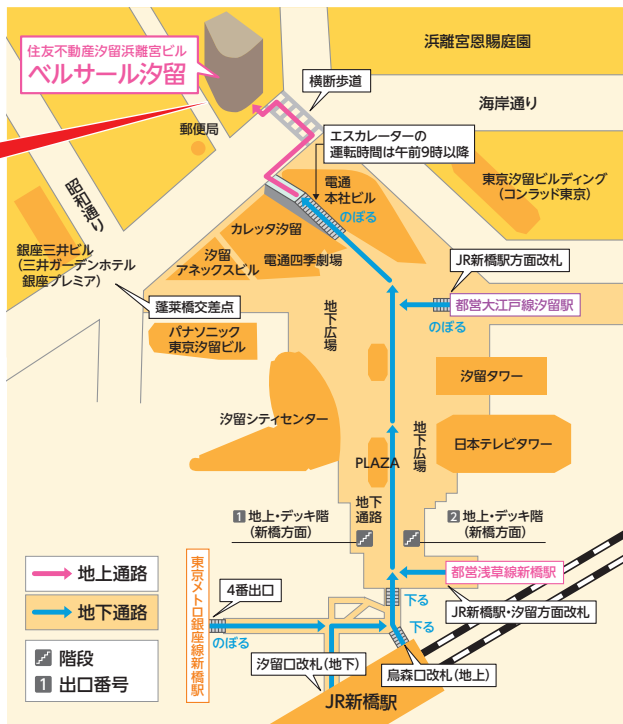 住友不動産汐留浜離宮ビル
ベルサール汐留
浜離宮恩賜庭園
横断歩道
海岸通り
郵便局
エスカレーターの
運転時間は午前9時以降
昭和通り
電通
本社ビル
のぼる
東京汐留ビルディング
(コンラッド東京)
カレッタ汐留
汐留
アネックスビル
電通四季劇場
銀座三井ビル
(三井ガーデンホテル
銀座プレミア)
JR新橋駅方面改札
都営大江戸線汐留駅
のぼる
蓬莱橋交差点
地下広場
パナソニック
東京汐留ビル
汐留タワー
汐留シティセンター
地下広場
日本テレビタワー
PLAZA
地下
通路
1 地上・デッキ階
(新橋方面)
2 地上・デッキ階
(新橋方面)
地上通路
地下通路
階段
1 出口番号
東京メトロ銀座線新橋駅
4番出口
のぼる
都営浅草線新橋駅
JR新橋駅・汐留方面改札
下る
下る
汐留口改札(地下)
烏森口改札(地上)
JR新橋駅